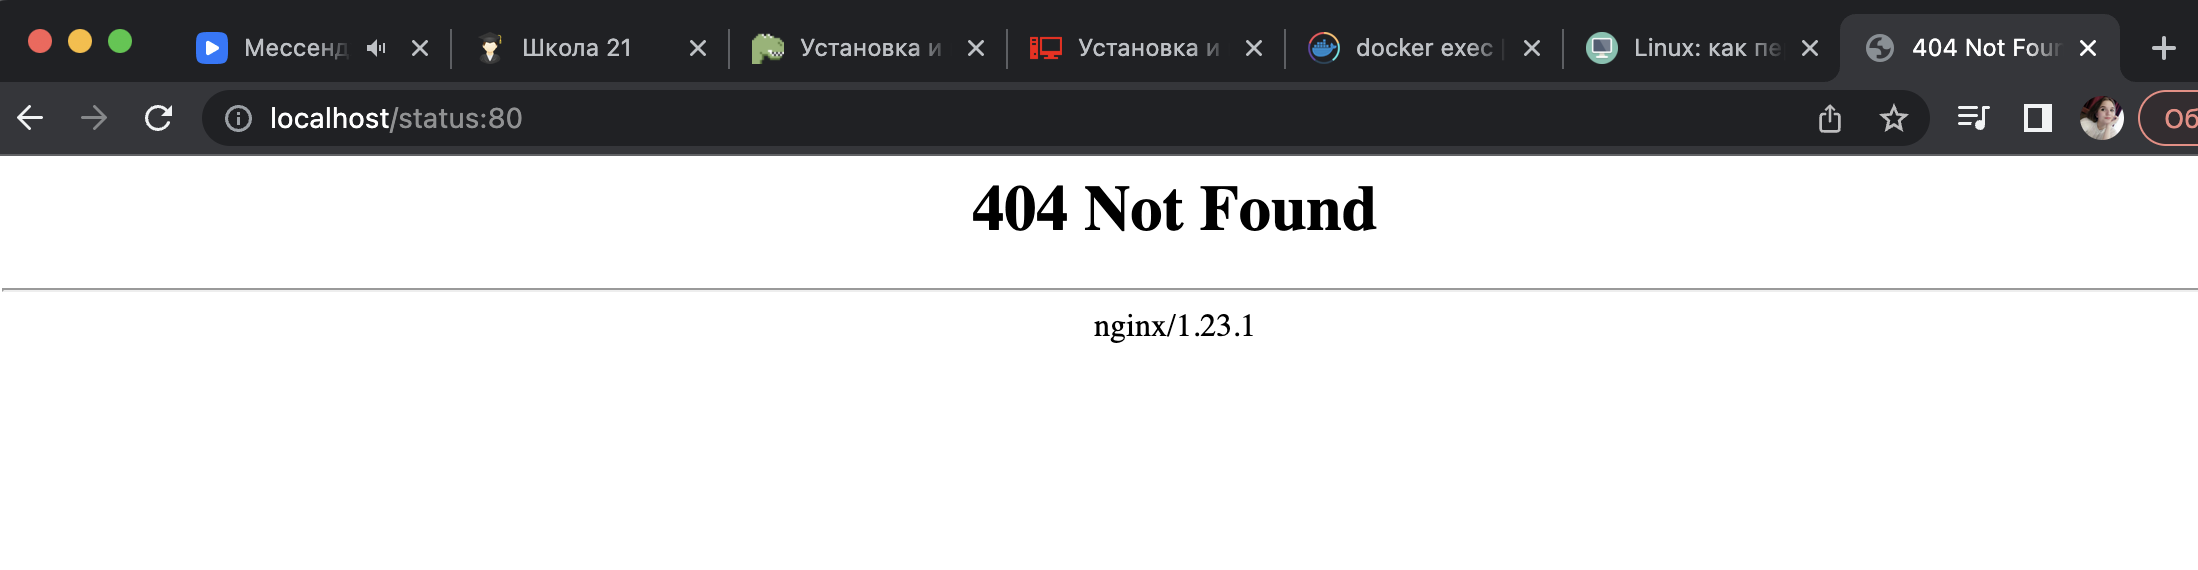 Мессенд Школа 21 Установка и Установка и docker exec Linux: как пе 404 Not Four
localhost/status:80 Об
404 Not Found
nginx/1.23.1